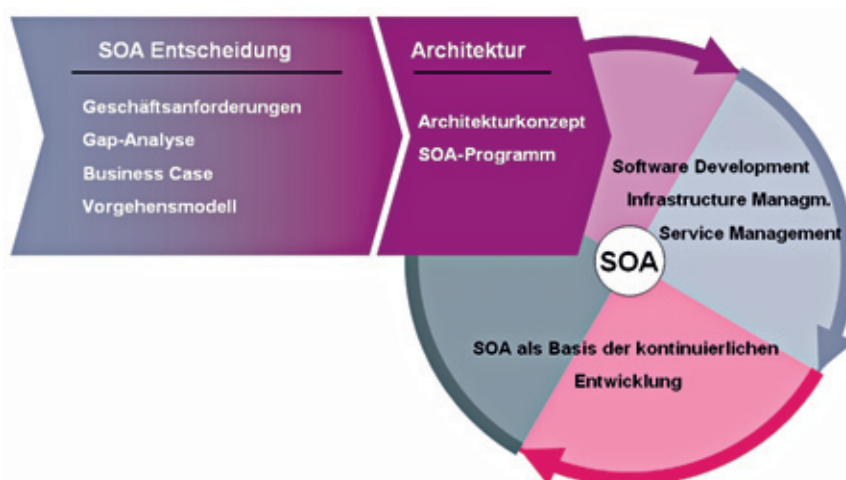 SOA Entscheidung
Geschäftsanforderungen
Gap-Analyse
Business Case
Vorgehensmodell
Architektur
Architekturkonzept
SOA-Programm
Software Development
Infrastructure Managm.
Service Management
SOA
SOA als Basis der kontinuierlichen
Entwicklung